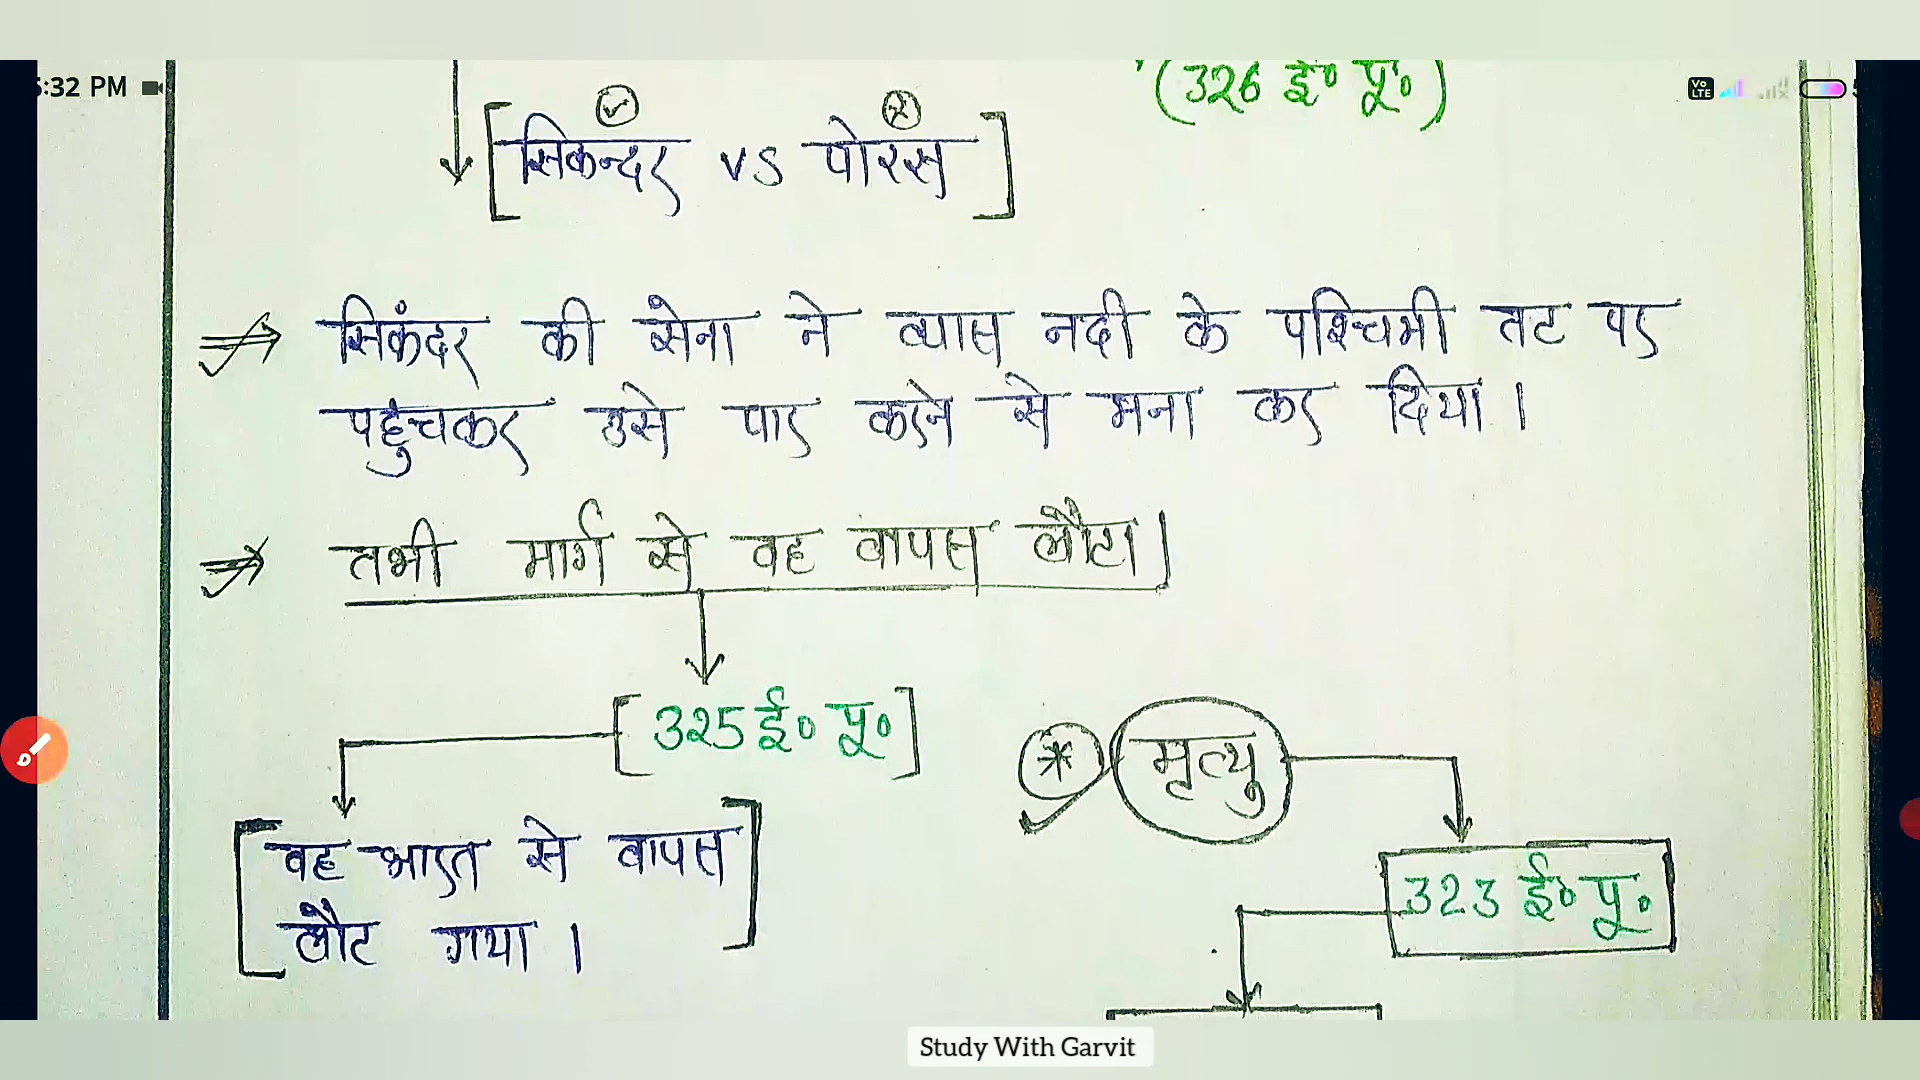 5:32 PM
(326 ई० पू०)
[सिकन्दर vs पोरस]
सिकंदर की सेना ने व्यास नदी के पश्चिमी तट पर
पहुंचकर उसे पार करने से मना कर दिया।
तभी मार्ग से वह वापस लौटा।
[325 ई० पू०]
* मृत्यु
[वह भारत से वापस
लौट गया।]
323 ई० पू०
Study With Garvit